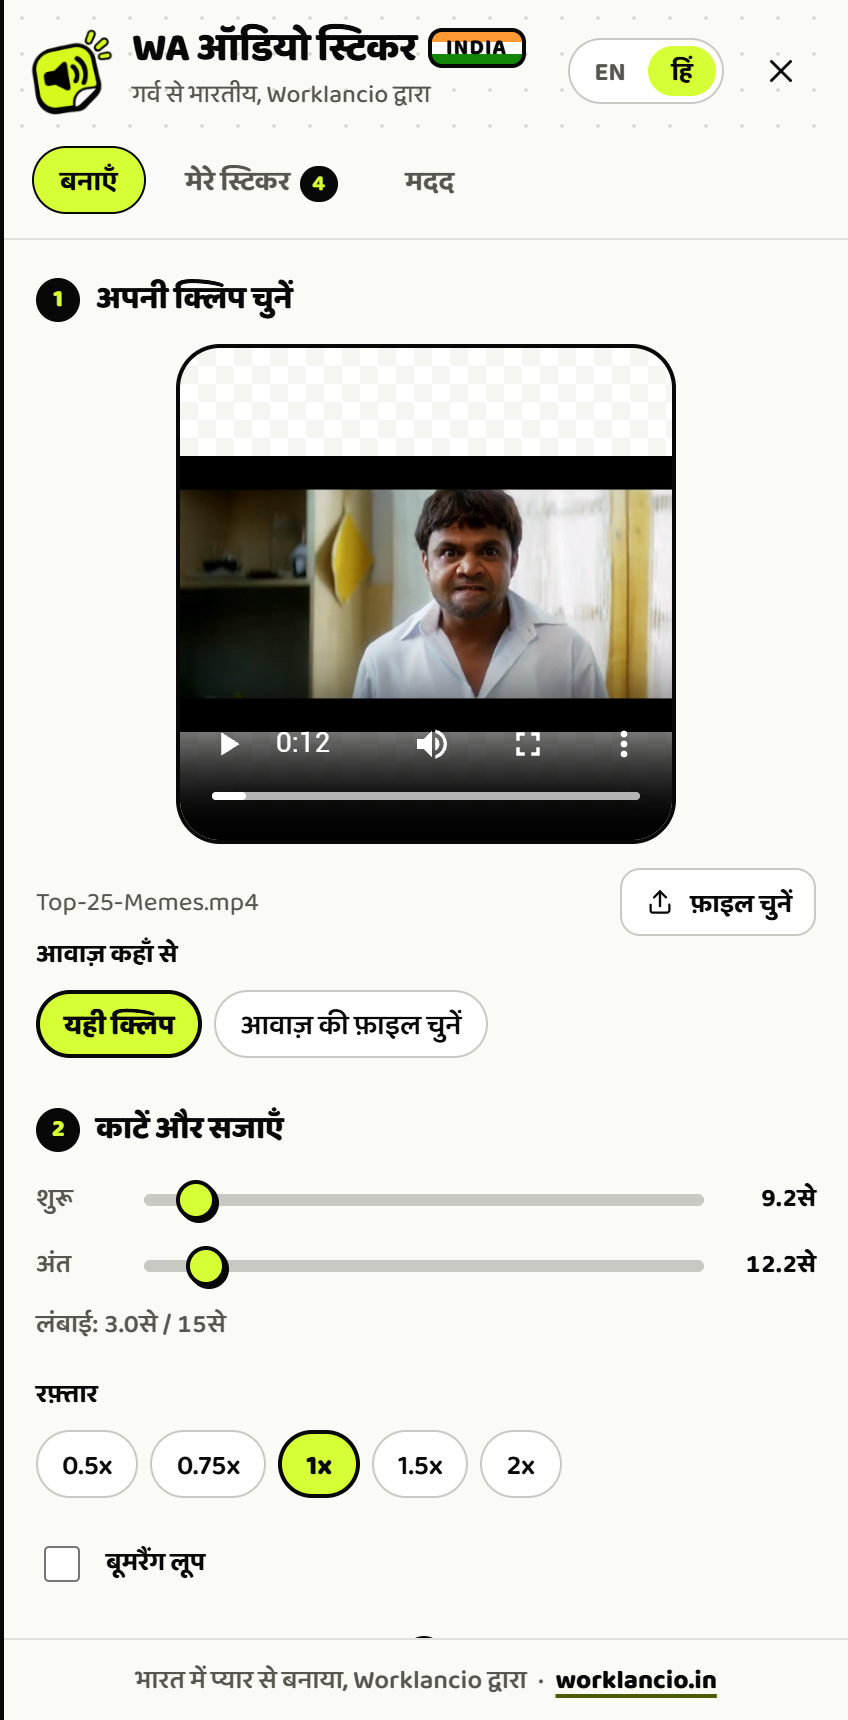 WA ऑडियो स्टिकर INDIA
गर्व से भारतीय, Worklancio द्वारा
EN हिं
बनाएँ मेरे स्टिकर 4 मदद
1 अपनी क्लिप चुनें
0:12
Top-25-Memes.mp4 फ़ाइल चुनें
आवाज़ कहाँ से
यही क्लिप आवाज़ की फ़ाइल चुनें
2 काटें और सजाएँ
शुरू 9.2से
अंत 12.2से
लंबाई: 3.0से / 15से
रफ़्तार
0.5x 0.75x 1x 1.5x 2x
बूमरैंग लूप
भारत में प्यार से बनाया, Worklancio द्वारा · worklancio.in